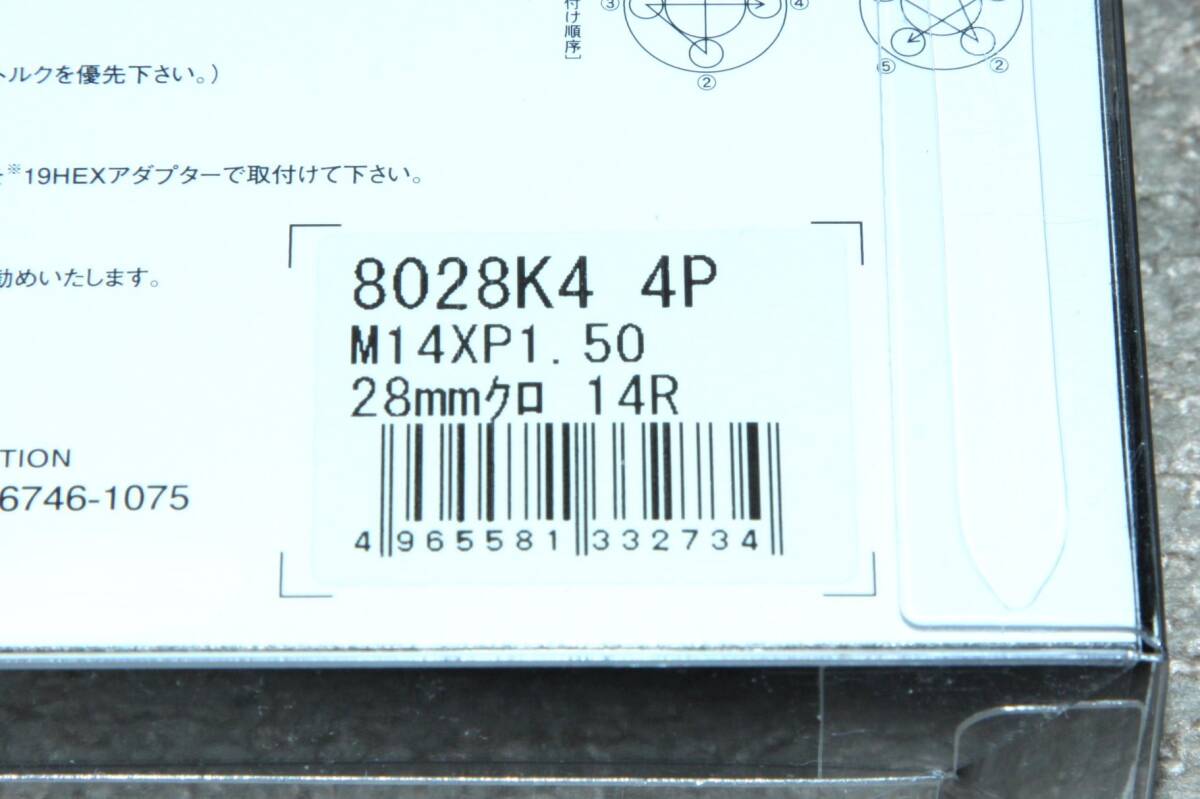 ③
④
付け順序］
②
⑤
②
トルクを優先下さい。）
※19HEXアダプターで取付けて下さい。
勧めいたします。
8028K4 4P
M14XP1.50
28mmクロ 14R
TION
6746-1075
4 965581 332734